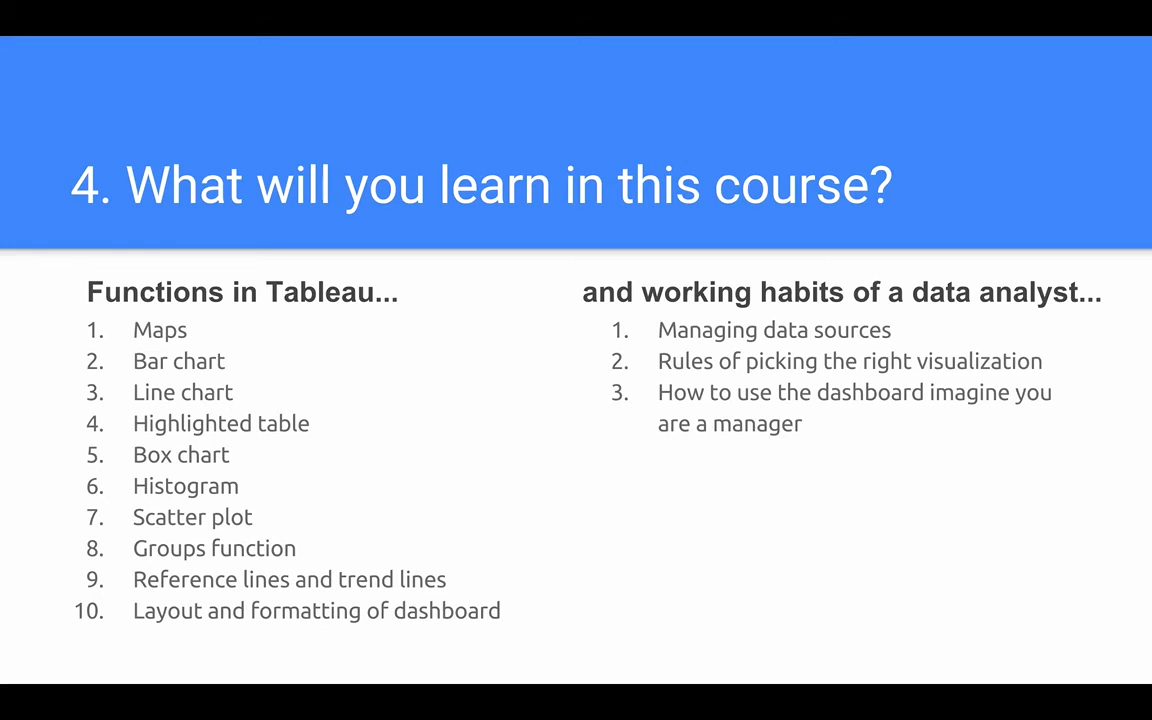 4. What will you learn in this course?
Functions in Tableau...
1. Maps
2. Bar chart
3. Line chart
4. Highlighted table
5. Box chart
6. Histogram
7. Scatter plot
8. Groups function
9. Reference lines and trend lines
10. Layout and formatting of dashboard
and working habits of a data analyst...
1. Managing data sources
2. Rules of picking the right visualization
3. How to use the dashboard imagine you
are a manager